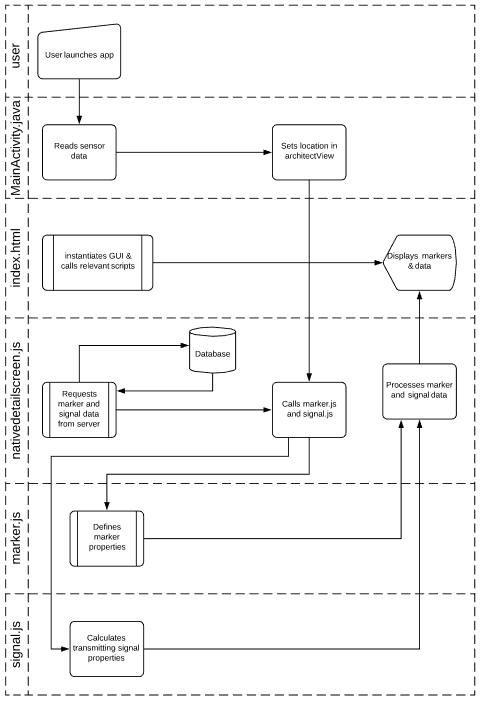 user
User launches app
MainActivity.java
Reads sensor
data
Sets location in
architectView
index.html
instantiates GUI &
calls relevant scripts
Displays markers
& data
nativedetailscreen.js
Database
Requests
marker and
signal data
from server
Calls marker.js
and signal.js
Processes marker
and signal data
marker.js
Defines
marker
properties
signal.js
Calculates
transmitting signal
properties